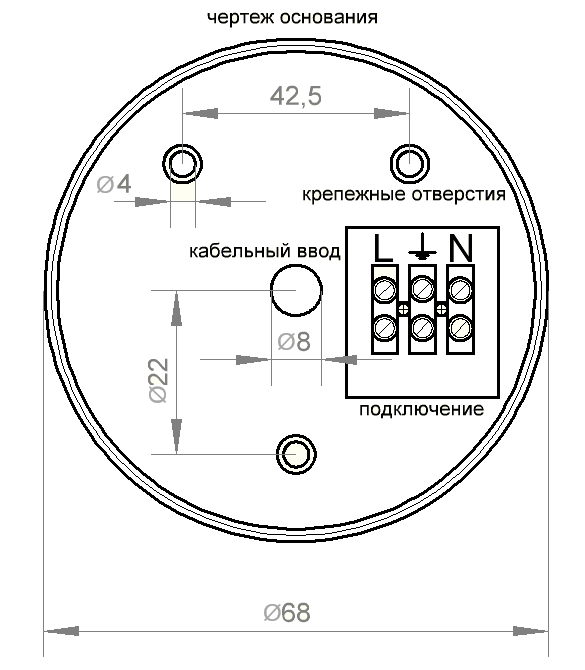 чертеж основания
42,5
Ø4
крепежные отверстия
кабельный ввод
L ⏚ N
Ø8
Ø22
подключение
Ø68